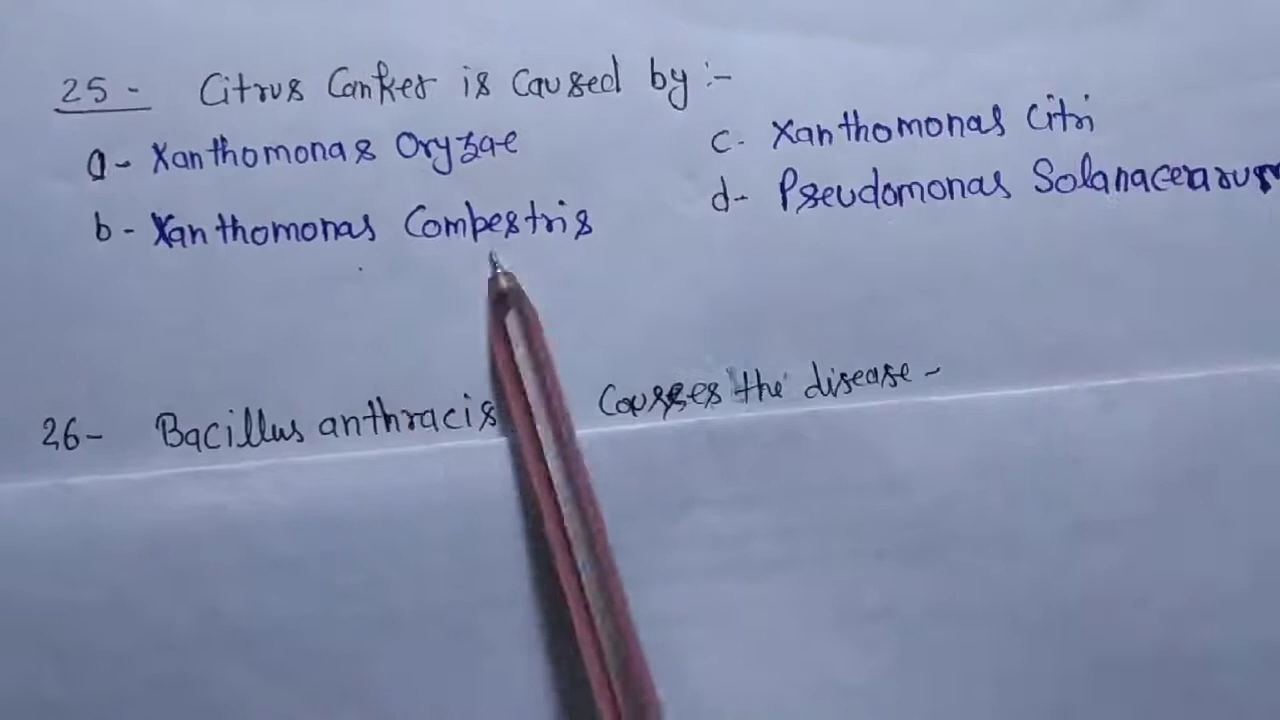 25- Citrus Canker is Caused by :-
a- Xanthomonas Oryzae
b- Xanthomonas Compestris
c. Xanthomonas Citri
d- Pseudomonas Solanacearum
26- Bacillus anthracis Causses the disease -